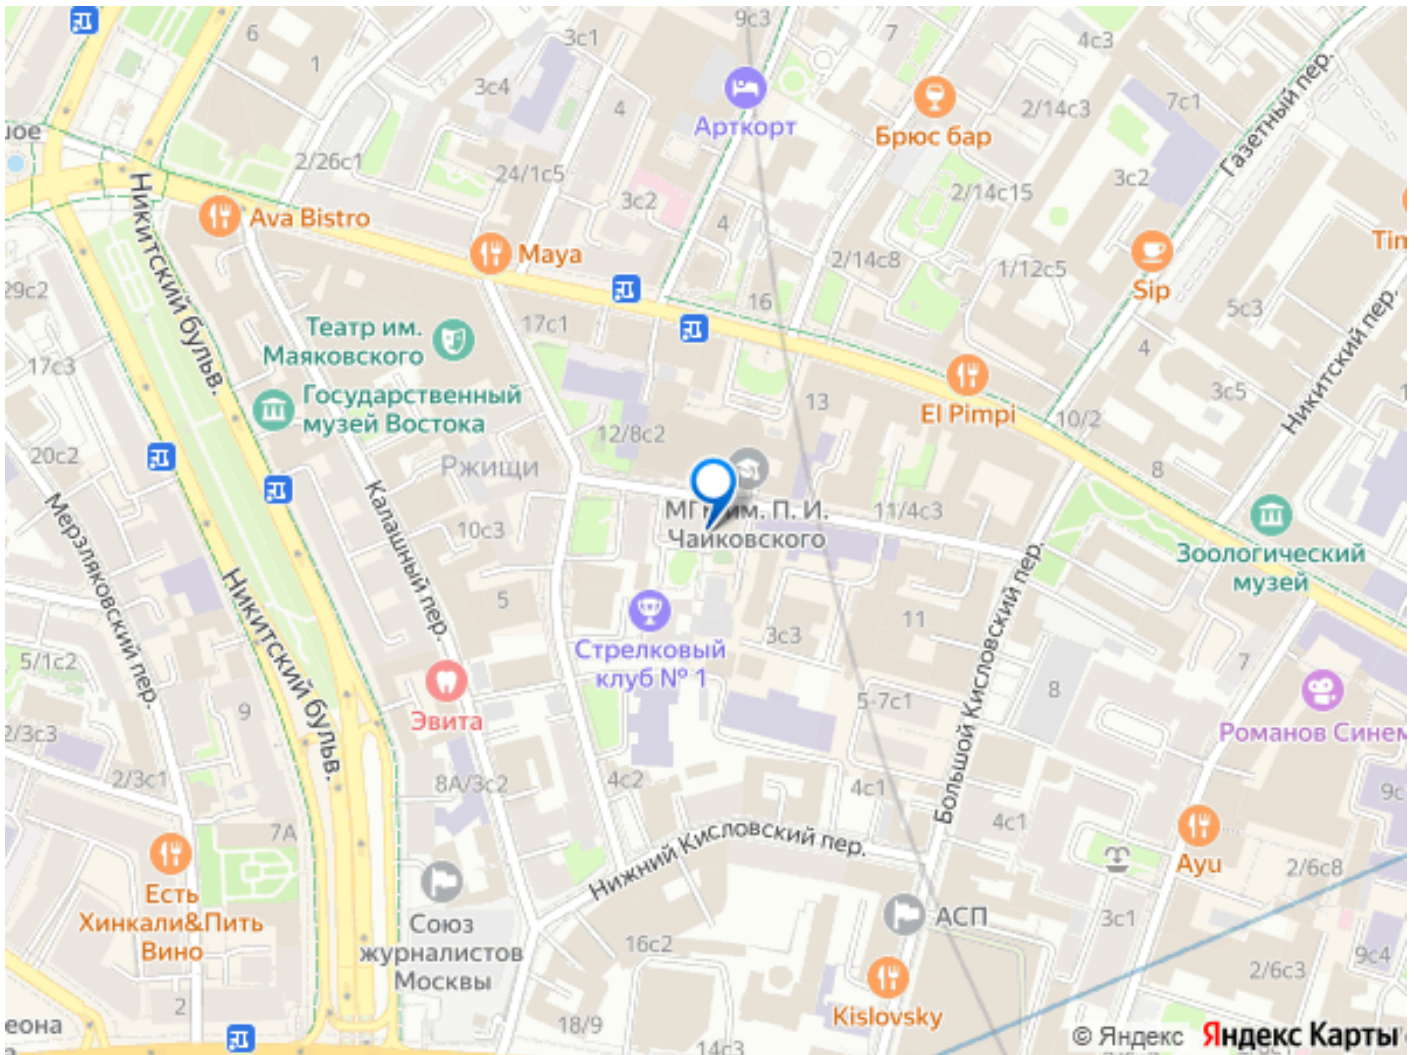 9с3
6
3с1
7
4с3
1
3с4
4
Арткорт
Брюс бар
2/14с3
7с1
Газетный пер.
2/26с1
24/1с5
3с2
3с2
2/14с15
Ava Bistro
Maya
4
2/14с8
1/12с5
Sip
29с2
Никитский бульв.
17с1
16
5с3
Никитский пер.
Театр им.
Маяковского
17с3
Государственный
музей Востока
4
3с5
13
El Pimpi
10/2
12/8с2
20с2
Ржищи
8
Мерзляковский пер.
Калашный пер.
10с3
П. И.
Чайковского
11/4с3
Зоологический
музей
5
11
Никитский бульв.
3с3
Стрелковый
клуб № 1
Большой Кисловский пер.
5/1с2
7
8
9
Эвита
5-7с1
Романов Синем
2/3с3
2/3с1
8А/3с2
4с2
4с1
4с1
9с
7А
Нижний Кисловский пер.
Ayu
2/6с8
Есть
Хинкали&Пить
Вино
Союз
журналистов
Москвы
АСП
3с1
16с2
9с4
2/6с3
2
Kislovsky
18/9
14с3
© Яндекс Яндекс Карты